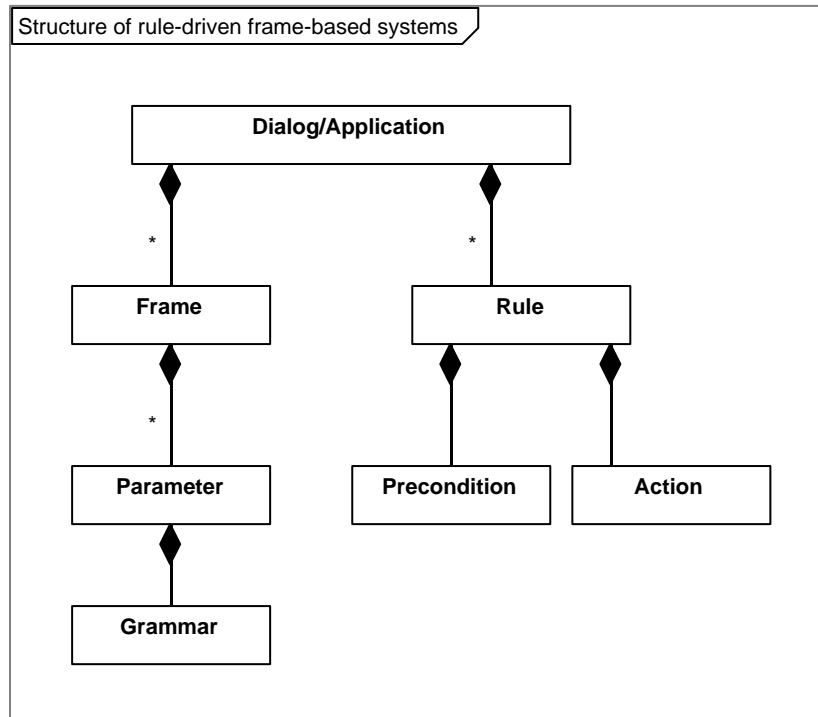 Structure of rule-driven frame-based systems
Dialog/Application
* *
Frame Rule
*
Parameter Precondition Action
Grammar